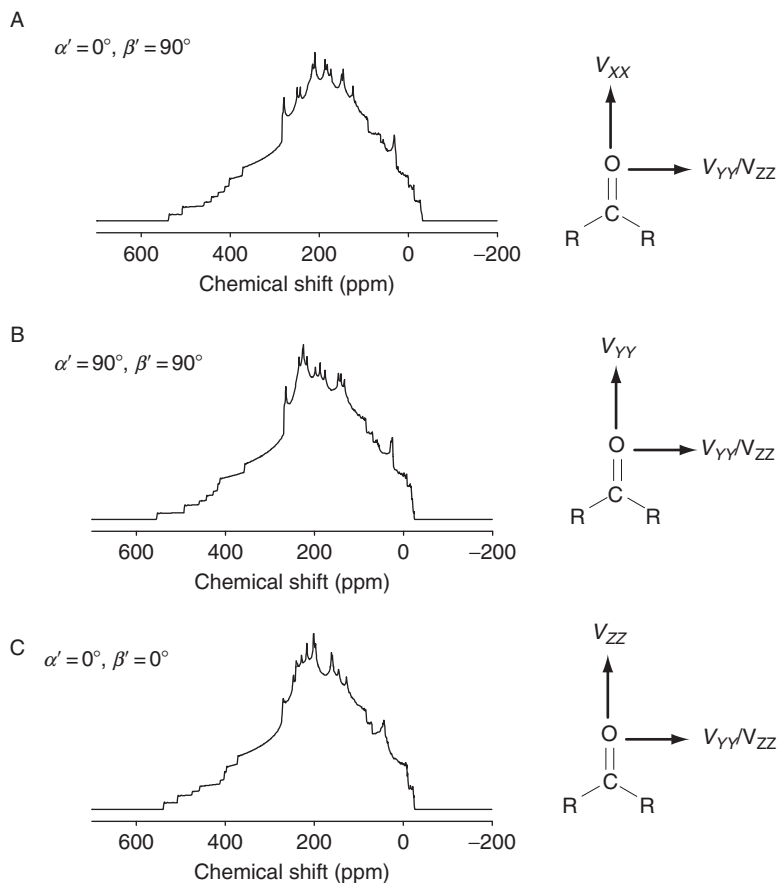 A
α′ = 0°, β′ = 90°
600 400 200 0 −200
Chemical shift (ppm)
V_XX
O V_YY/V_ZZ
C
R R
B
α′ = 90°, β′ = 90°
600 400 200 0 −200
Chemical shift (ppm)
V_YY
O V_YY/V_ZZ
C
R R
C
α′ = 0°, β′ = 0°
600 400 200 0 −200
Chemical shift (ppm)
V_ZZ
O V_YY/V_ZZ
C
R R